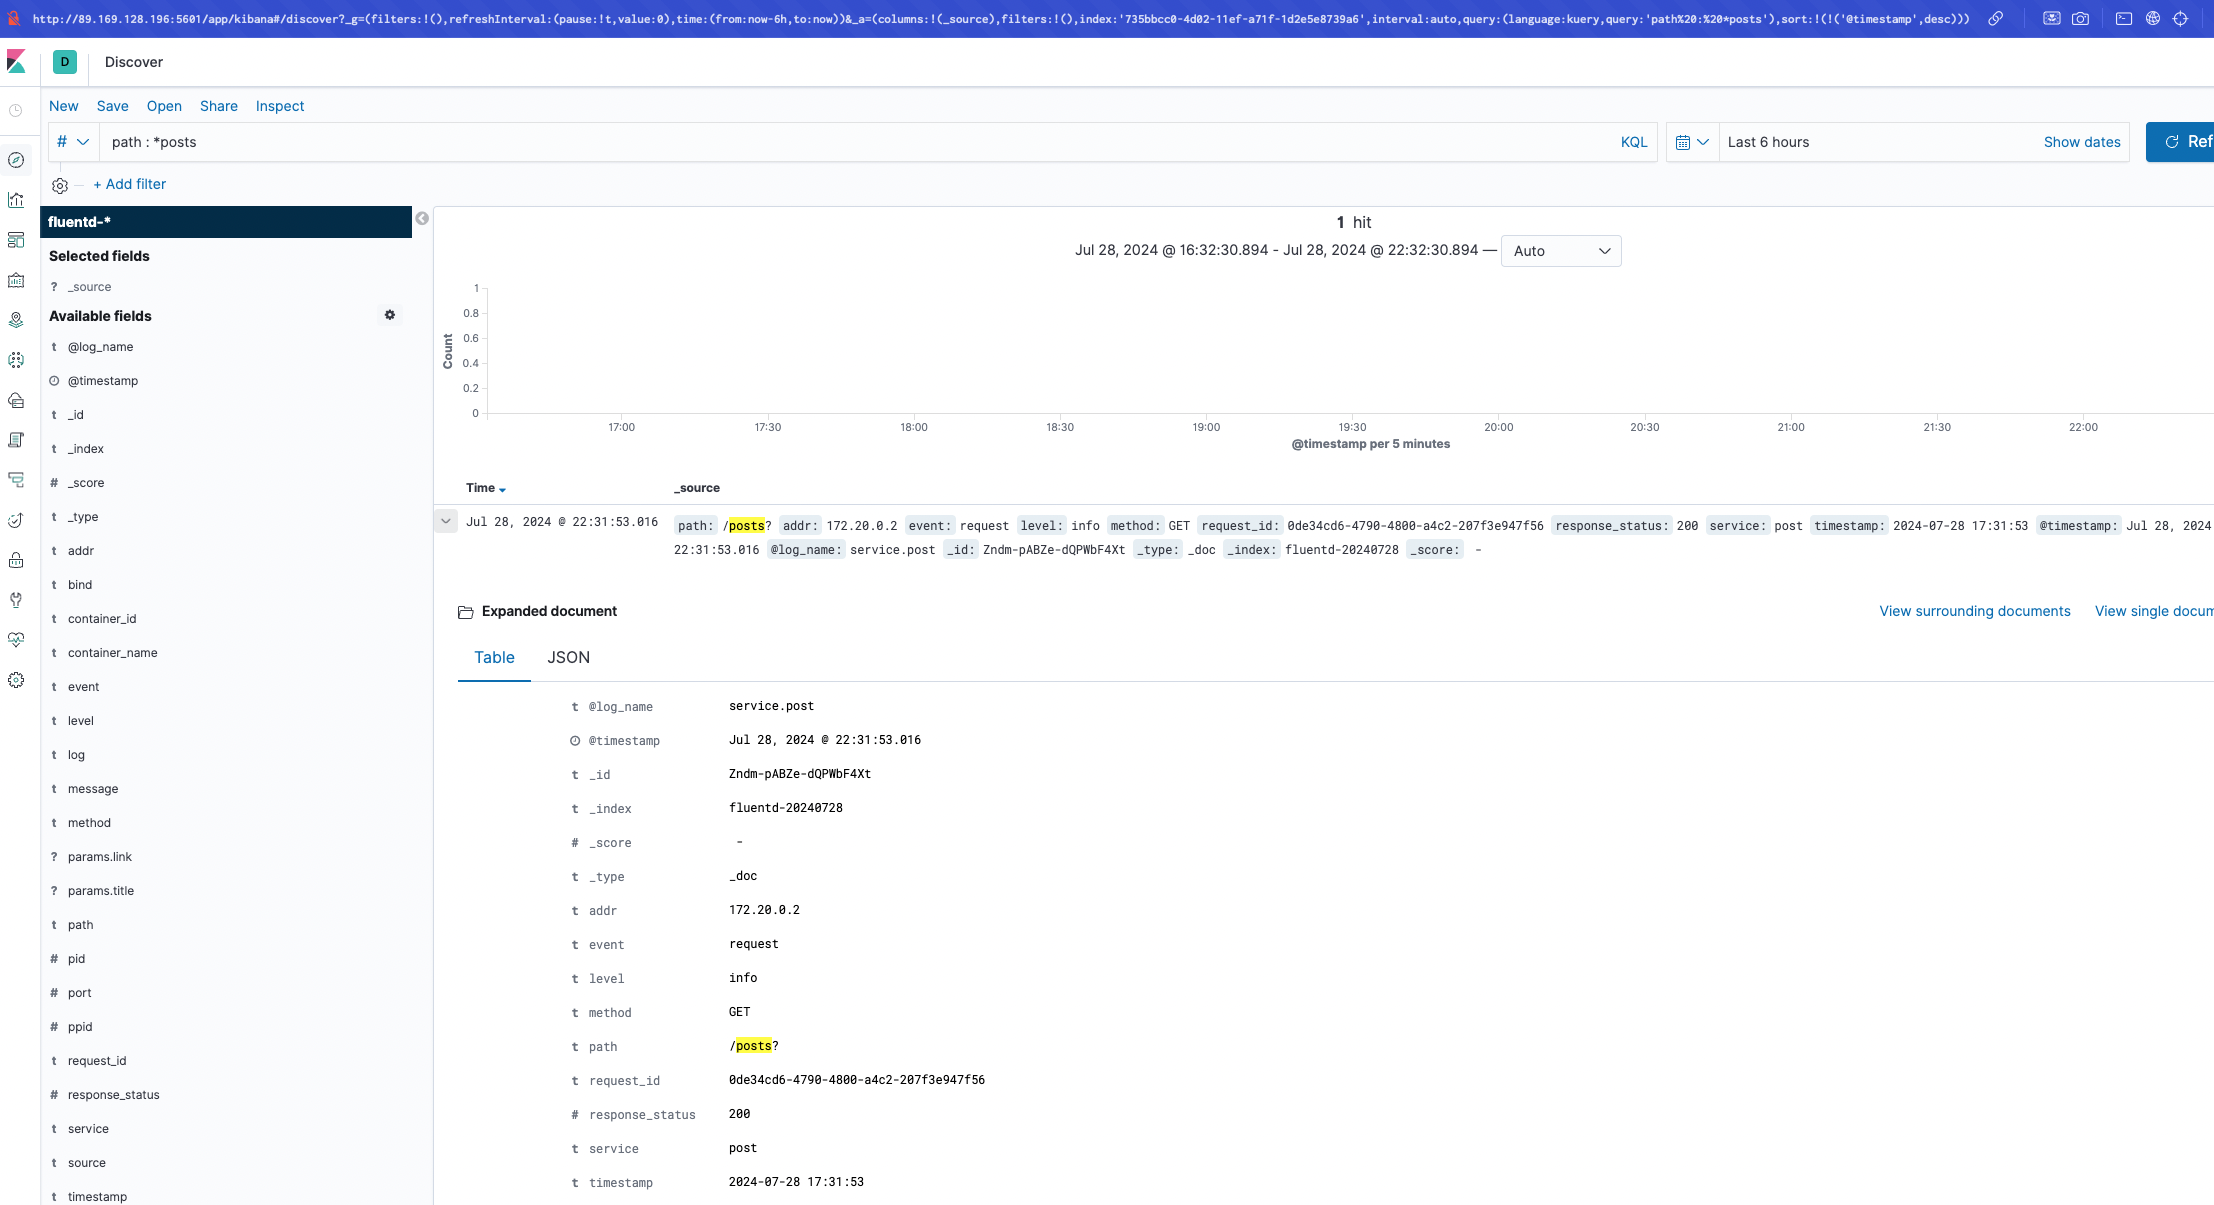 http://89.169.128.196:5601/app/kibana#/discover?_g=(filters:!(),refreshInterval:(pause:!t,value:0),time:(from:now-6h,to:now))&_a=(columns:!(_source),filters:!(),index:'735bbcc0-4d02-11ef-a71f-1d2e5e8739a6',interval:auto,query:(language:kuery,query:'path%20:%20*posts'),sort:!(!('@timestamp',desc)))
D Discover
New Save Open Share Inspect
# path : *posts KQL Last 6 hours Show dates Ref
+ Add filter
fluentd-*
Selected fields
? _source
Available fields
t @log_name
@timestamp
t _id
t _index
# _score
t _type
t addr
t bind
t container_id
t container_name
t event
t level
t log
t message
t method
? params.link
? params.title
t path
# pid
# port
# ppid
t request_id
# response_status
t service
t source
t timestamp
1 hit
Jul 28, 2024 @ 16:32:30.894 - Jul 28, 2024 @ 22:32:30.894 — Auto
Count
1
0.8
0.6
0.4
0.2
0
17:00 17:30 18:00 18:30 19:00 19:30 20:00 20:30 21:00 21:30 22:00
@timestamp per 5 minutes
Time _source
Jul 28, 2024 @ 22:31:53.016 path: /posts? addr: 172.20.0.2 event: request level: info method: GET request_id: 0de34cd6-4790-4800-a4c2-207f3e947f56 response_status: 200 service: post timestamp: 2024-07-28 17:31:53 @timestamp: Jul 28, 2024
22:31:53.016 @log_name: service.post _id: Zndm-pABZe-dQPWbF4Xt _type: _doc _index: fluentd-20240728 _score: -
Expanded document View surrounding documents View single docum
Table JSON
t @log_name service.post
@timestamp Jul 28, 2024 @ 22:31:53.016
t _id Zndm-pABZe-dQPWbF4Xt
t _index fluentd-20240728
# _score -
t _type _doc
t addr 172.20.0.2
t event request
t level info
t method GET
t path /posts?
t request_id 0de34cd6-4790-4800-a4c2-207f3e947f56
# response_status 200
t service post
t timestamp 2024-07-28 17:31:53